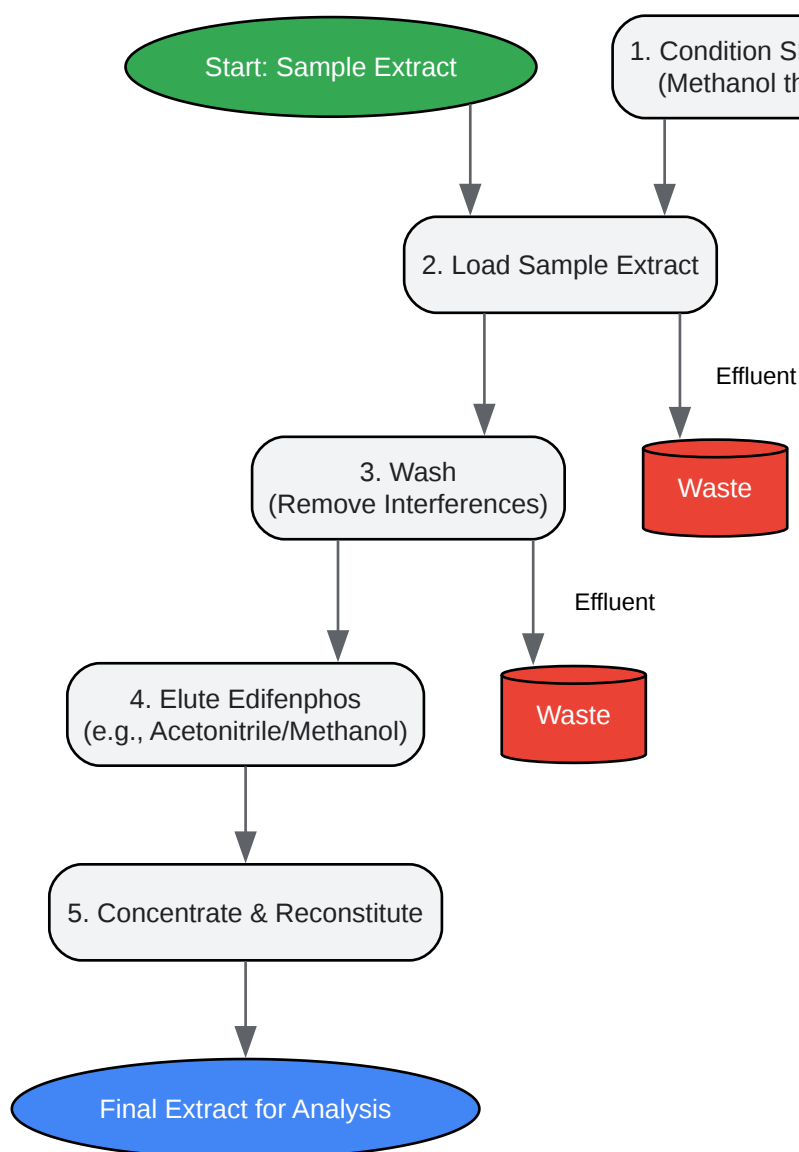 Start: Sample Extract
1. Condition
(Methanol
2. Load Sample Extract
Effluent
3. Wash
(Remove Interferences)
Waste
Effluent
4. Elute Edifenphos
(e.g., Acetonitrile/Methanol)
Waste
5. Concentrate & Reconstitute
Final Extract for Analysis